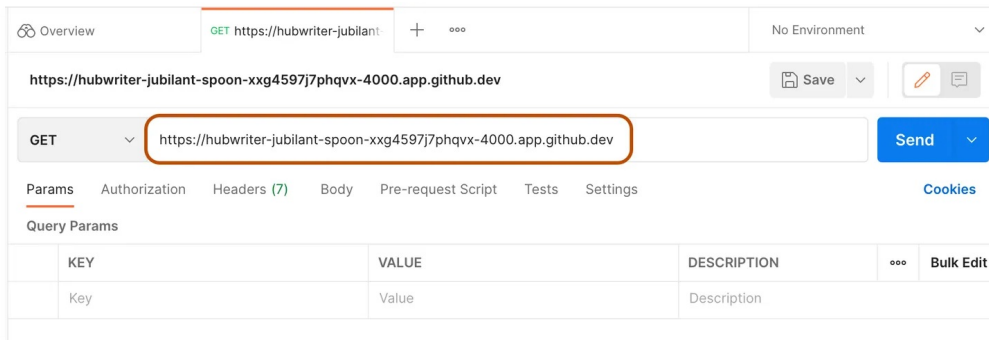 Overview GET https://hubwriter-jubilant- No Environment
https://hubwriter-jubilant-spoon-xxg4597j7phqvx-4000.app.github.dev Save
GET https://hubwriter-jubilant-spoon-xxg4597j7phqvx-4000.app.github.dev Send
Params Authorization Headers (7) Body Pre-request Script Tests Settings Cookies
Query Params
KEY VALUE DESCRIPTION Bulk Edit
Key Value Description